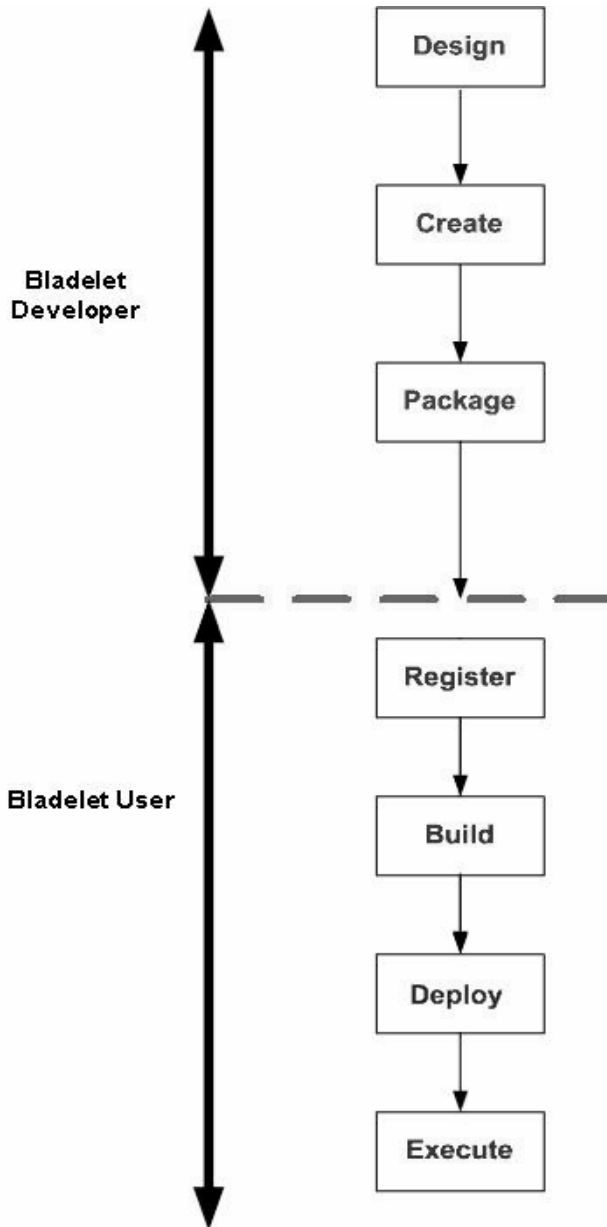 Design
Create
Bladelet
Developer
Package
Register
Bladelet User
Build
Deploy
Execute